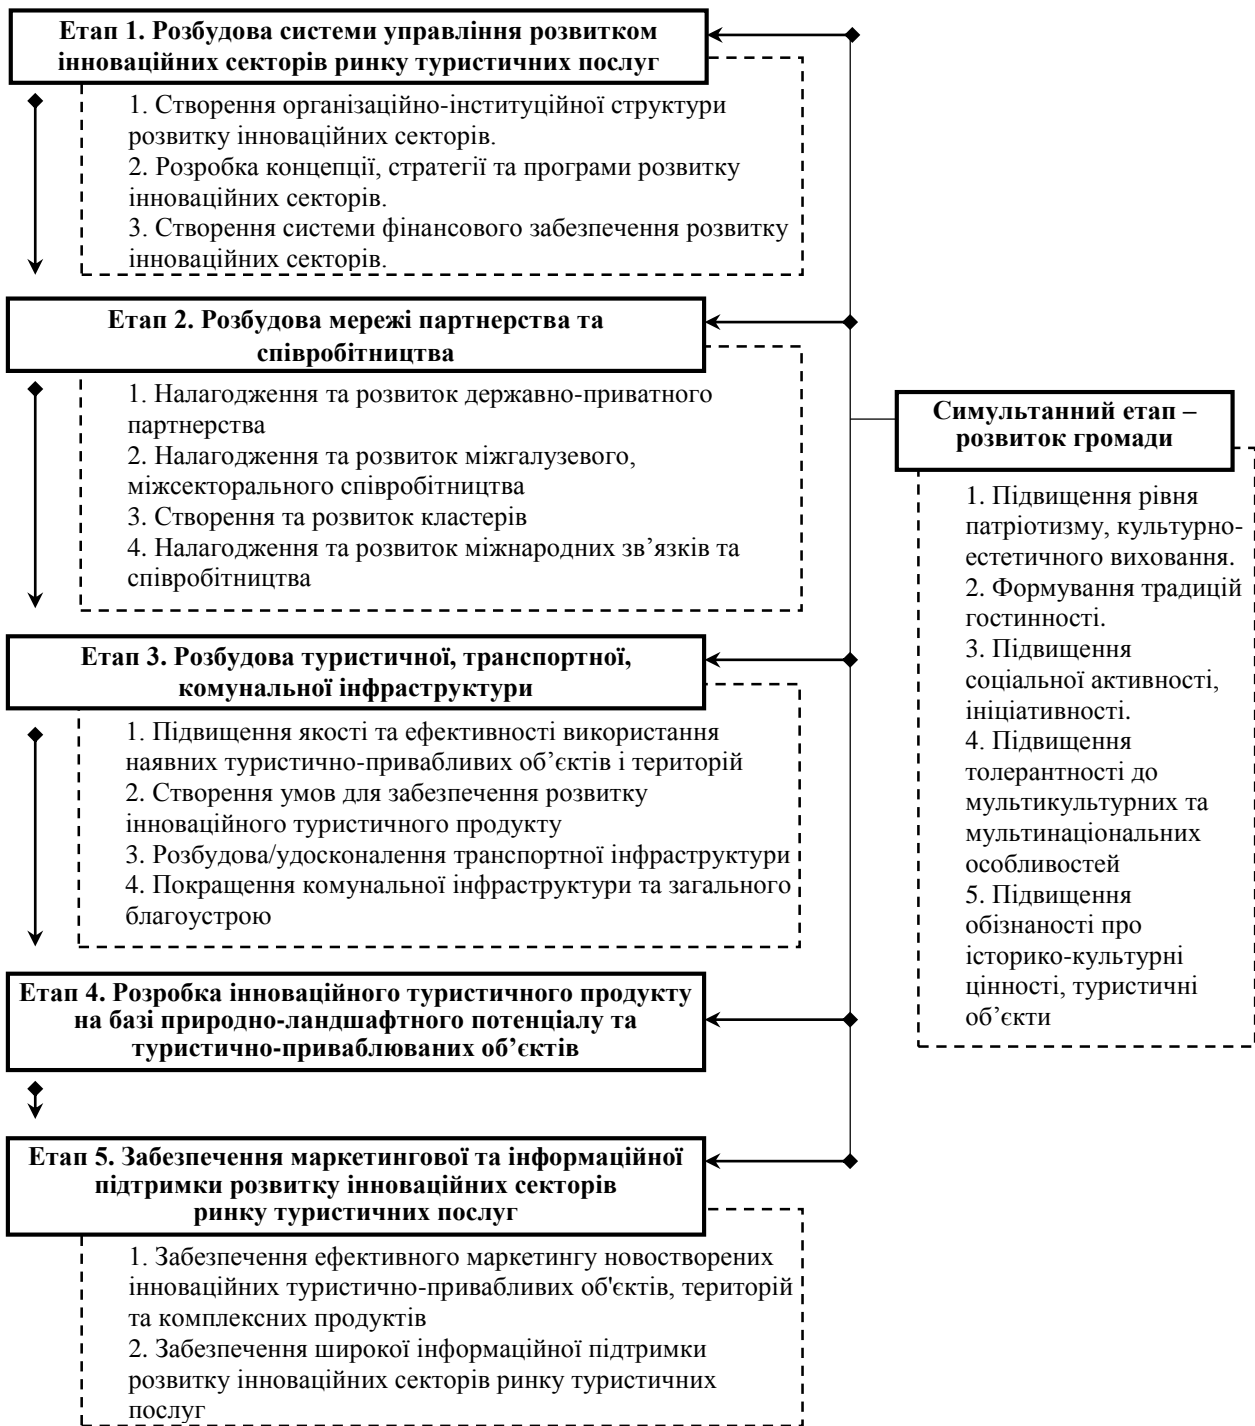 Етап 1. Розбудова системи управління розвитком
інноваційних секторів ринку туристичних послуг
1. Створення організаційно-інституційної структури
розвитку інноваційних секторів.
2. Розробка концепції, стратегії та програми розвитку
інноваційних секторів.
3. Створення системи фінансового забезпечення розвитку
інноваційних секторів.
Етап 2. Розбудова мережі партнерства та
співробітництва
1. Налагодження та розвиток державно-приватного
партнерства
2. Налагодження та розвиток міжгалузевого,
міжсекторального співробітництва
3. Створення та розвиток кластерів
4. Налагодження та розвиток міжнародних зв’язків та
співробітництва
Етап 3. Розбудова туристичної, транспортної,
комунальної інфраструктури
1. Підвищення якості та ефективності використання
наявних туристично-привабливих об’єктів і територій
2. Створення умов для забезпечення розвитку
інноваційного туристичного продукту
3. Розбудова/удосконалення транспортної інфраструктури
4. Покращення комунальної інфраструктури та загального
благоустрою
Етап 4. Розробка інноваційного туристичного продукту
на базі природно-ландшафтного потенціалу та
туристично-приваблюваних об’єктів
Етап 5. Забезпечення маркетингової та інформаційної
підтримки розвитку інноваційних секторів
ринку туристичних послуг
1. Забезпечення ефективного маркетингу новостворених
інноваційних туристично-привабливих об'єктів, територій
та комплексних продуктів
2. Забезпечення широкої інформаційної підтримки
розвитку інноваційних секторів ринку туристичних
послуг
Симультанний етап –
розвиток громади
1. Підвищення рівня
патріотизму, культурно-
естетичного виховання.
2. Формування традицій
гостинності.
3. Підвищення
соціальної активності,
ініціативності.
4. Підвищення
толерантності до
мультикультурних та
мультинаціональних
особливостей
5. Підвищення
обізнаності про
історико-культурні
цінності, туристичні
об’єкти